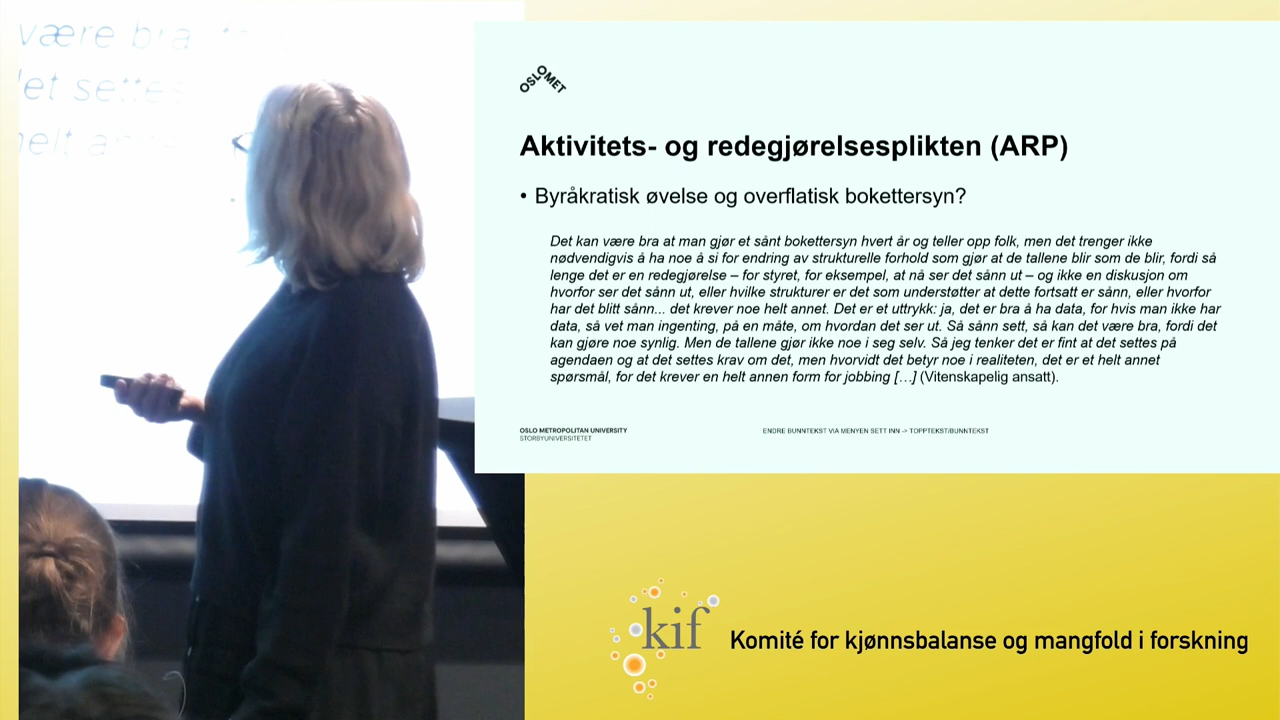 være bra
et settes
helt an
OSLOMET
Aktivitets- og redegjørelsesplikten (ARP)
• Byråkratisk øvelse og overflatisk bokettersyn?
Det kan være bra at man gjør et sånt bokettersyn hvert år og teller opp folk, men det trenger ikke
nødvendigvis å ha noe å si for endring av strukturelle forhold som gjør at de tallene blir som de blir, fordi så
lenge det er en redegjørelse – for styret, for eksempel, at nå ser det sånn ut – og ikke en diskusjon om
hvorfor ser det sånn ut, eller hvilke strukturer er det som understøtter at dette fortsatt er sånn, eller hvorfor
har det blitt sånn... det krever noe helt annet. Det er et uttrykk: ja, det er bra å ha data, for hvis man ikke har
data, så vet man ingenting, på en måte, om hvordan det ser ut. Så sånn sett, så kan det være bra, fordi det
kan gjøre noe synlig. Men de tallene gjør ikke noe i seg selv. Så jeg tenker det er fint at det settes på
agendaen og at det settes krav om det, men hvorvidt det betyr noe i realiteten, det er et helt annet
spørsmål, for det krever en helt annen form for jobbing […] (Vitenskapelig ansatt).
OSLO METROPOLITAN UNIVERSITY
STORBYUNIVERSITETET
ENDRE BUNNTEKST VIA MENYEN SETT INN -> TOPPTEKST/BUNNTEKST
kif
Komité for kjønnsbalanse og mangfold i forskning